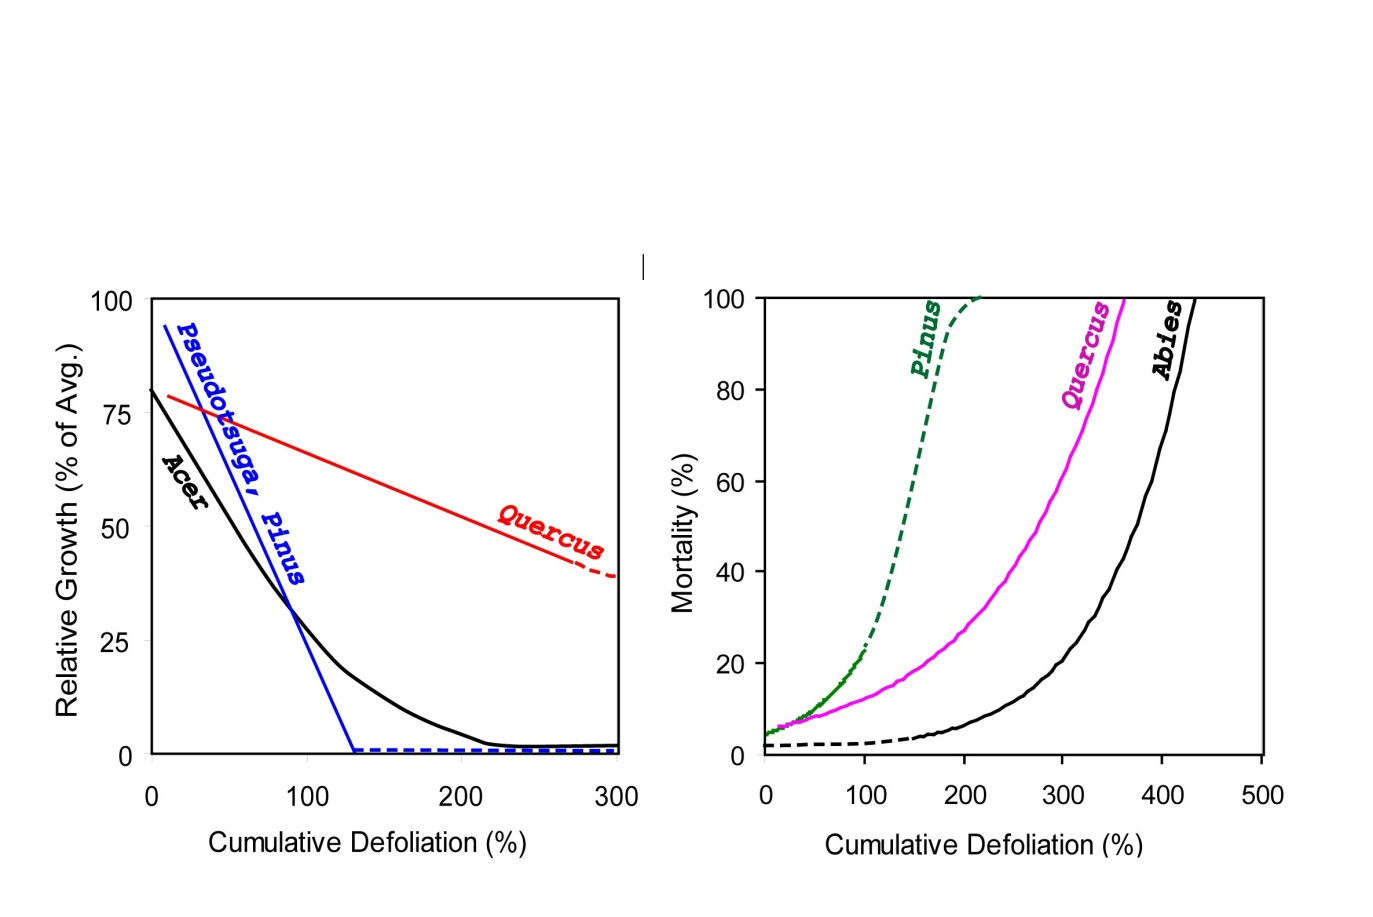 Relative Growth (% of Avg.)
100
75
50
25
0
Pseudotsuga, Pinus
Acer
Quercus
0 100 200 300
Cumulative Defoliation (%)
Mortality (%)
100
80
60
40
20
0
Pinus
Quercus
Abies
0 100 200 300 400 500
Cumulative Defoliation (%)